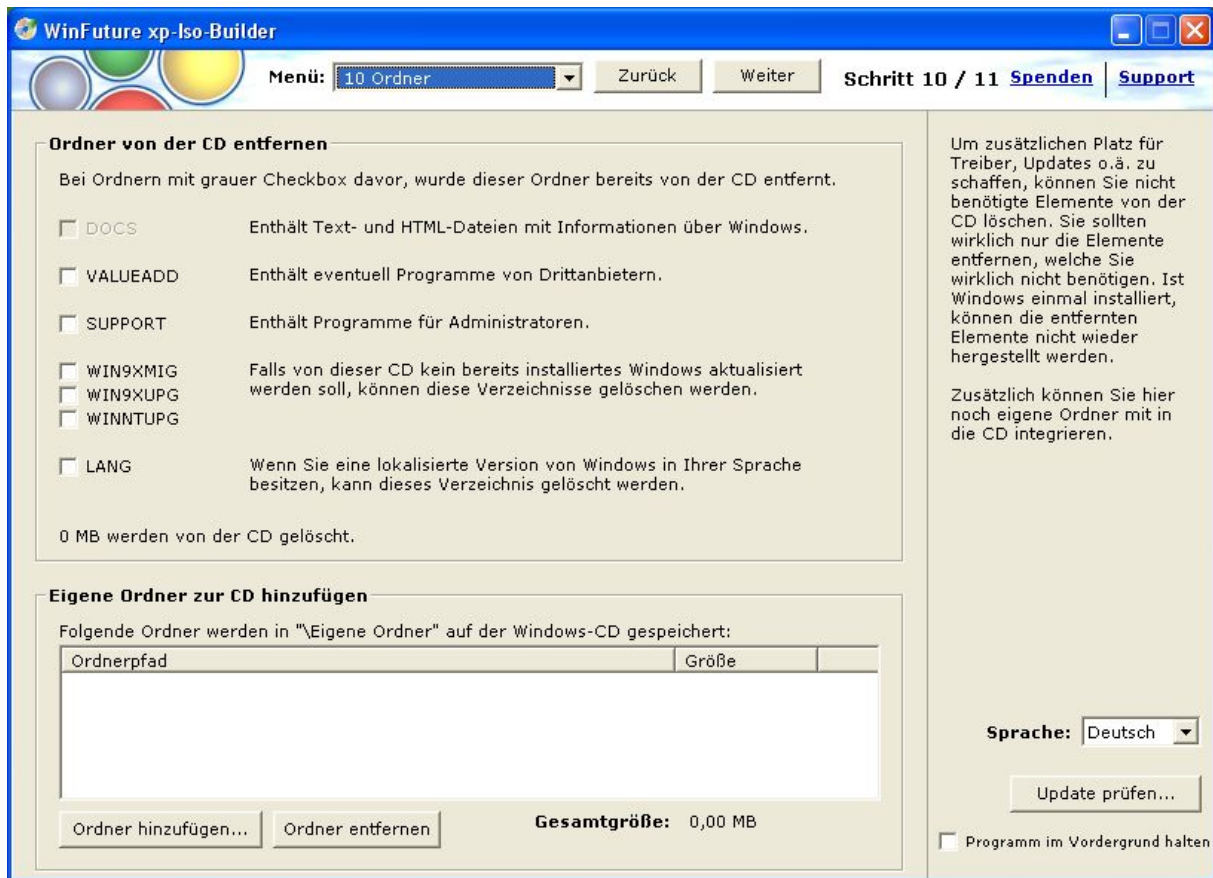 WinFuture xp-Iso-Builder
Menü: 10 Ordner Zurück Weiter Schritt 10 / 11 Spenden Support
Ordner von der CD entfernen
Bei Ordnern mit grauer Checkbox davor, wurde dieser Ordner bereits von der CD entfernt.
DOCS Enthält Text- und HTML-Dateien mit Informationen über Windows.
VALUEADD Enthält eventuell Programme von Drittanbietern.
SUPPORT Enthält Programme für Administratoren.
WIN9XMIG Falls von dieser CD kein bereits installiertes Windows aktualisiert
WIN9XUPG werden soll, können diese Verzeichnisse gelöschen werden.
WINNTUPG
LANG Wenn Sie eine lokalisierte Version von Windows in Ihrer Sprache
besitzen, kann dieses Verzeichnis gelöscht werden.
0 MB werden von der CD gelöscht.
Eigene Ordner zur CD hinzufügen
Folgende Ordner werden in "\Eigene Ordner" auf der Windows-CD gespeichert:
Ordnerpfad Größe
Ordner hinzufügen... Ordner entfernen Gesamtgröße: 0,00 MB
Um zusätzlichen Platz für
Treiber, Updates o.ä. zu
schaffen, können Sie nicht
benötigte Elemente von der
CD löschen. Sie sollten
wirklich nur die Elemente
entfernen, welche Sie
wirklich nicht benötigen. Ist
Windows einmal installiert,
können die entfernten
Elemente nicht wieder
hergestellt werden.
Zusätzlich können Sie hier
noch eigene Ordner mit in
die CD integrieren.
Sprache: Deutsch
Update prüfen...
Programm im Vordergrund halten